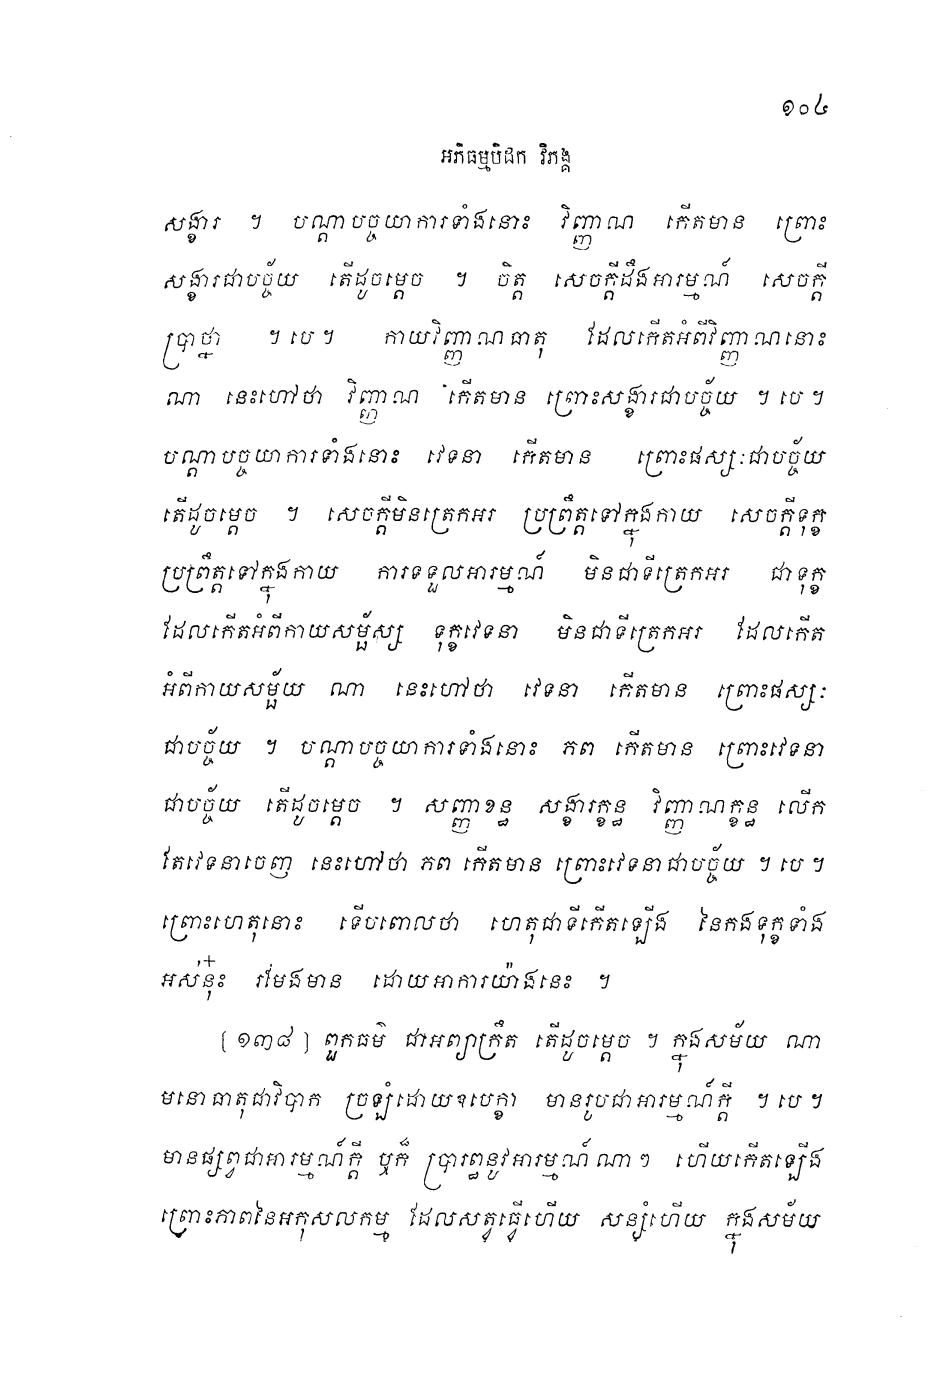 ១០៤
អភិធម្មបិដក វិភង្គ
សង្ខារ ។ បណ្តាបច្ចយាការទាំងនោះ វិញ្ញាណ កើតមាន ព្រោះ
សង្ខារជាបច្ច័យ តើដូចម្តេច ។ ចិត្ត សេចក្តីដឹងអារម្មណ៍ សេចក្តី
ប្រាថ្នា ។បេ។ កាយវិញ្ញាណធាតុ ដែលកើតអំពីវិញ្ញាណនោះ
ណា នេះហៅថា វិញ្ញាណ កើតមាន ព្រោះសង្ខារជាបច្ច័យ ។បេ។
បណ្តាបច្ចយាការទាំងនោះ វេទនា កើតមាន ព្រោះផស្សៈជាបច្ច័យ
តើដូចម្តេច ។ សេចក្តីមិនត្រេកអរ ប្រព្រឹត្តទៅក្នុងកាយ សេចក្តីទុក្ខ
ប្រព្រឹត្តទៅក្នុងកាយ ការទទួលអារម្មណ៍ មិនជាទីត្រេកអរ ជាទុក្ខ
ដែលកើតអំពីកាយសម្ផ័ស្ស ទុក្ខវេទនា មិនជាទីត្រេកអរ ដែលកើត
អំពីកាយសម្ផ័យ ណា នេះហៅថា វេទនា កើតមាន ព្រោះផស្សៈ
ជាបច្ច័យ ។ បណ្តាបច្ចយាការទាំងនោះ ភព កើតមាន ព្រោះវេទនា
ជាបច្ច័យ តើដូចម្តេច ។ សញ្ញាខន្ធ សង្ខារក្ខន្ធ វិញ្ញាណក្ខន្ធ លើក
តែវេទនាចេញ នេះហៅថា ភព កើតមាន ព្រោះវេទនាជាបច្ច័យ ។បេ។
ព្រោះហេតុនោះ ទើបពោលថា ហេតុជាទីកើតឡើង នៃកងទុក្ខទាំង
អស់នុ៎ះ រមែងមាន ដោយអាការយ៉ាងនេះ ។
[១៣៨] ពួកធម៌ ជាអព្យាក្រឹត តើដូចម្តេច ។ ក្នុងសម័យ ណា
មនោធាតុជាវិបាក ច្រឡំដោយឧបេក្ខា មានរូបជាអារម្មណ៍ក្តី ។បេ។
មានផ្សព្វជាអារម្មណ៍ក្តី ឬក៏ ប្រារព្ធនូវអារម្មណ៍ណាៗ ហើយកើតឡើង
ព្រោះភាពនៃអកុសលកម្ម ដែលសត្វធ្វើហើយ សន្សំហើយ ក្នុងសម័យ